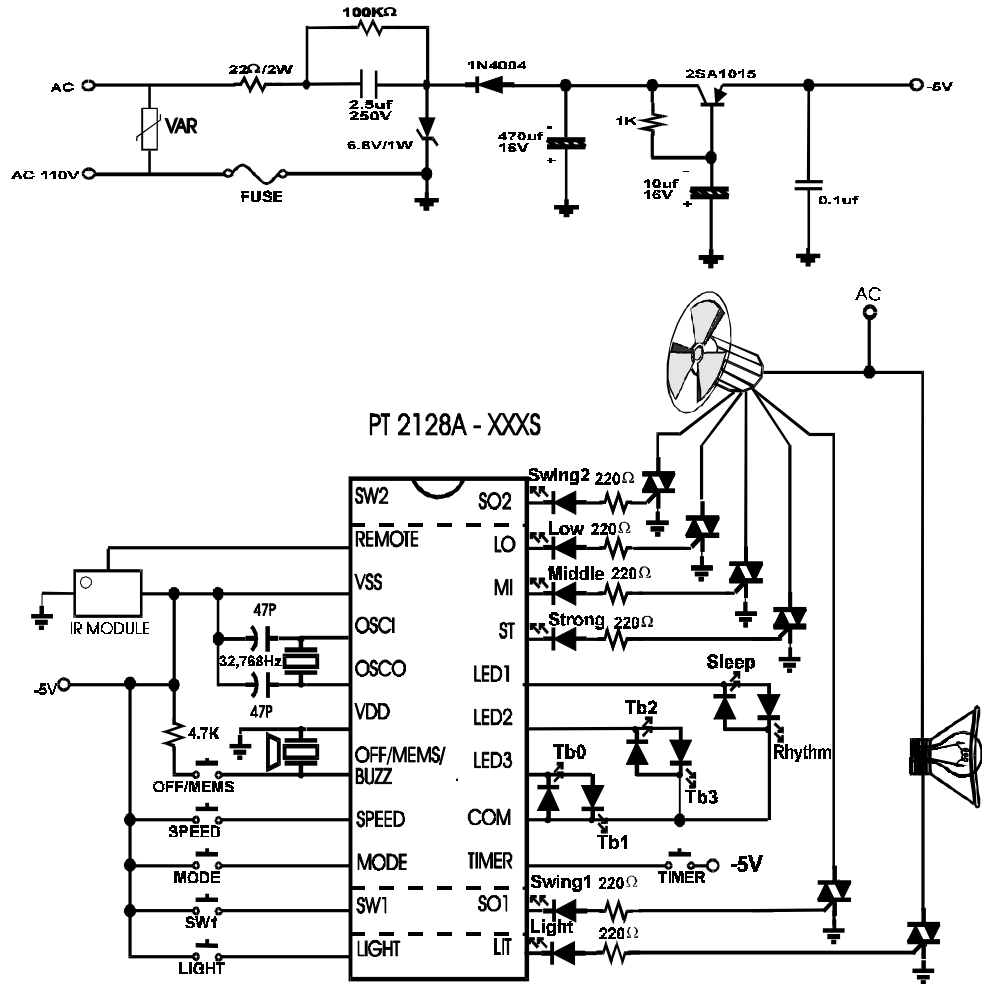 100KΩ
22Ω/2W
1N4004
2SA1015
AC
-5V
2.5uf
250V
VAR
1K
6.8V/1W
-
470uf
16V
+
AC 110V
FUSE
-
10uf
16V
+
0.1uf
AC
PT 2128A - XXXS
SW2
SO2
Swing2 220Ω
REMOTE
LO
Low 220Ω
VSS
MI
Middle 220Ω
IR MODULE
47P
OSCI
ST
Strong 220Ω
32,768Hz
OSCO
LED1
Sleep
-5V
47P
VDD
LED2
Tb2
Rhythm
4.7K
OFF/MEMS/
BUZZ
LED3
Tb0
Tb3
OFF/MEMS
SPEED
SPEED
COM
Tb1
MODE
MODE
TIMER
TIMER
-5V
SW1
SW1
SO1
Swing1 220Ω
LIGHT
LIGHT
LIT
Light
220Ω